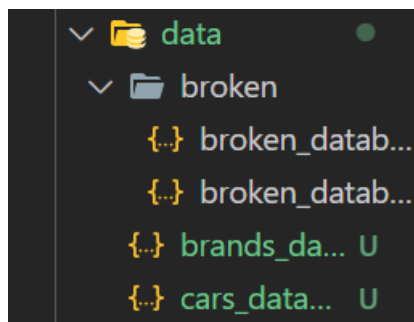 data
broken
{..} broken_datab...
{..} broken_datab...
{..} brands_da... U
{..} cars_data... U